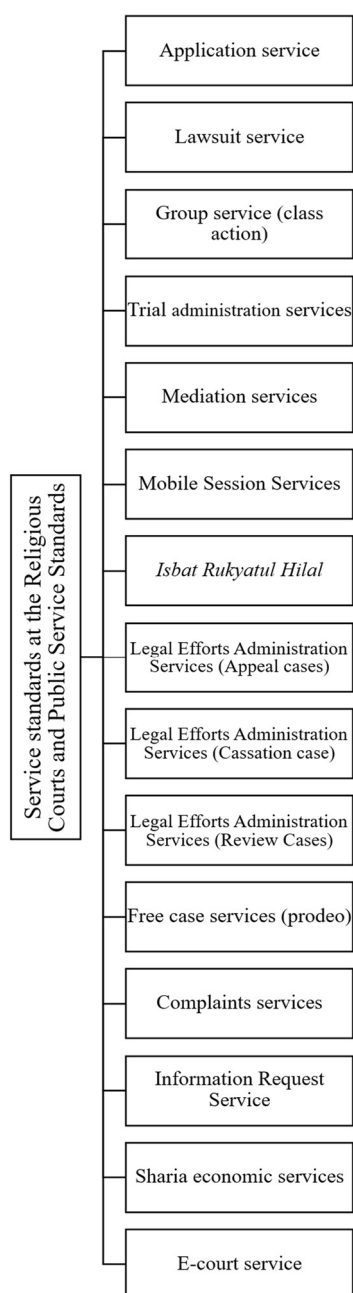 Service standards at the Religious
Courts and Public Service Standards
Application service
Lawsuit service
Group service (class
action)
Trial administration services
Mediation services
Mobile Session Services
Isbat Rukyatul Hilal
Legal Efforts Administration
Services (Appeal cases)
Legal Efforts Administration
Services (Cassation case)
Legal Efforts Administration
Services (Review Cases)
Free case services (prodeo)
Complaints services
Information Request
Service
Sharia economic services
E-court service